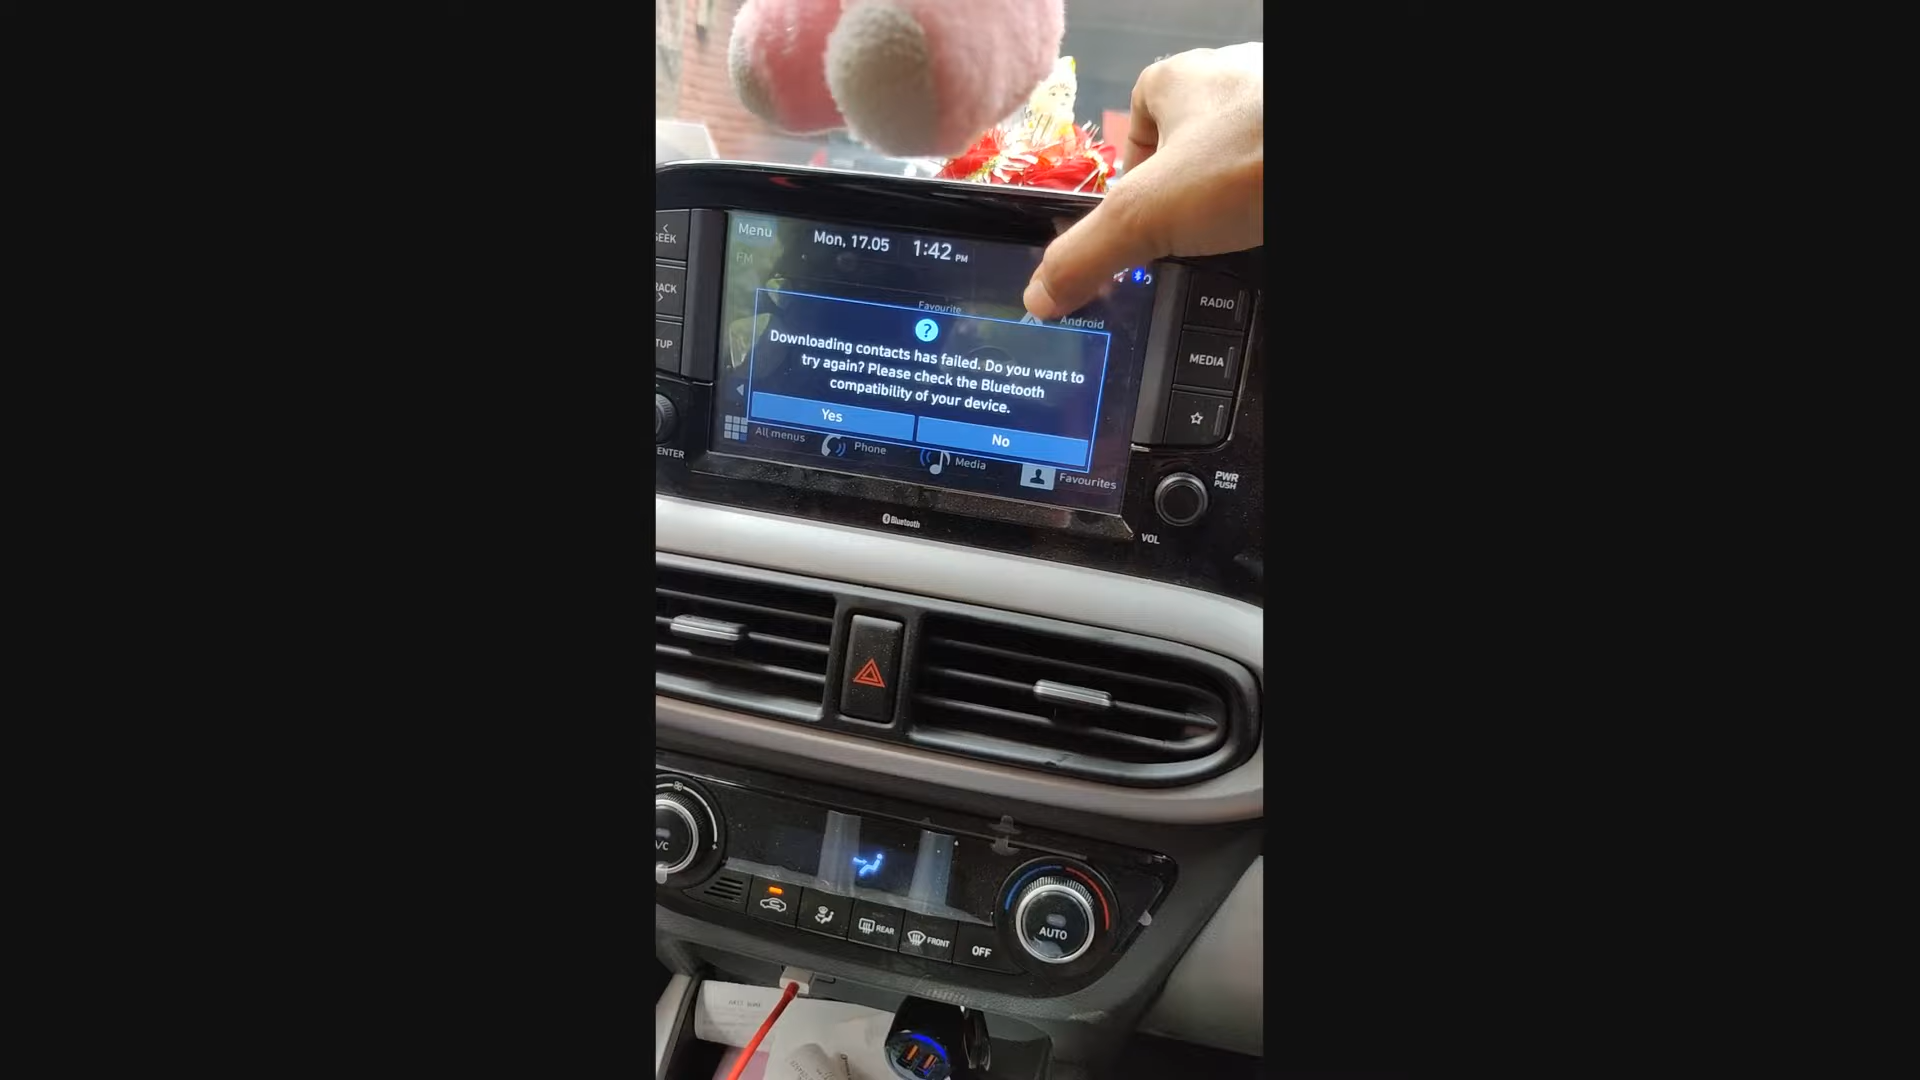 SEEK
Menu
Mon, 17.05
1:42 PM
FM
RADIO
Favourite
Android
Downloading contacts has failed. Do you want to
try again? Please check the Bluetooth
compatibility of your device.
Yes
No
MEDIA
All menus
Phone
Media
Favourites
ENTER
PWR
PUSH
VOL
Bluetooth
REAR
FRONT
OFF
AUTO